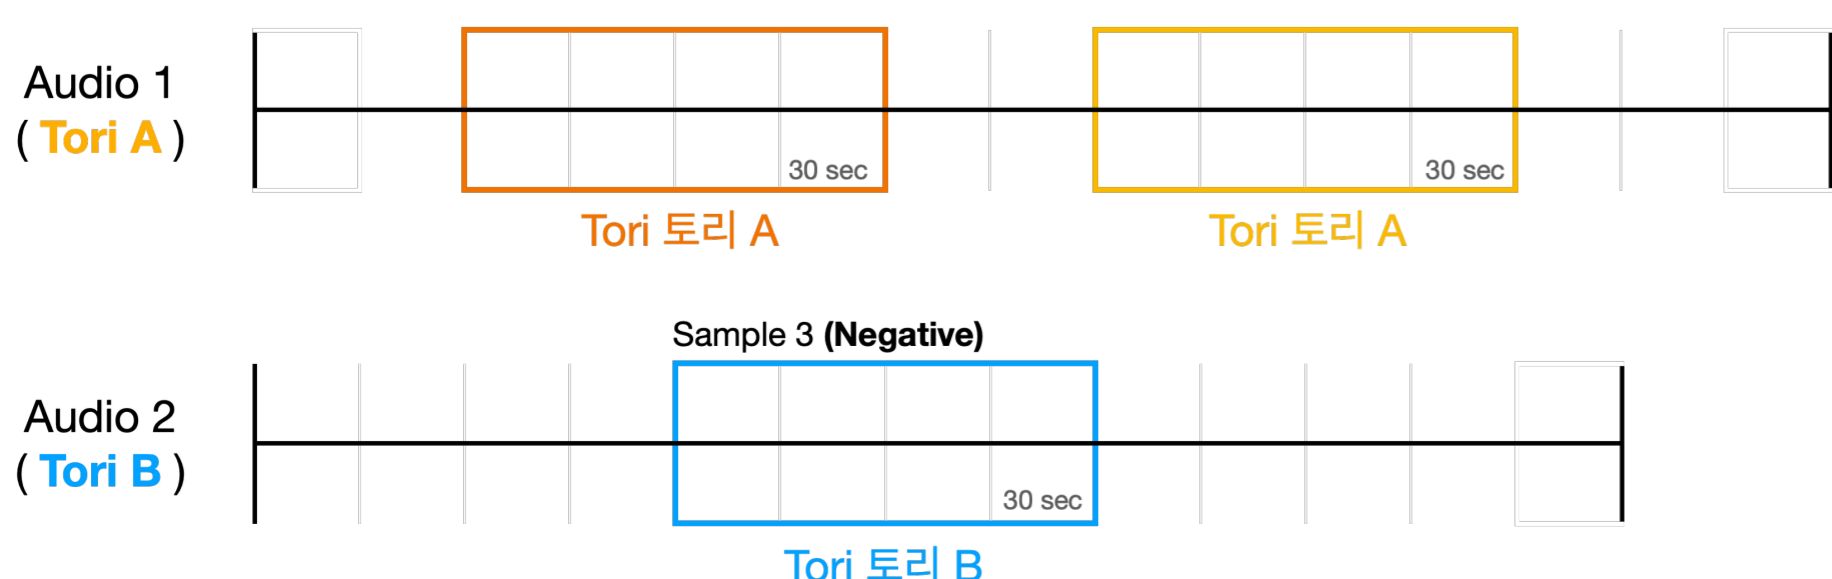 Audio 1
( Tori A )
30 sec
30 sec
Tori 토리 A
Tori 토리 A
Sample 3 (Negative)
Audio 2
( Tori B )
30 sec
Tori 토리 B